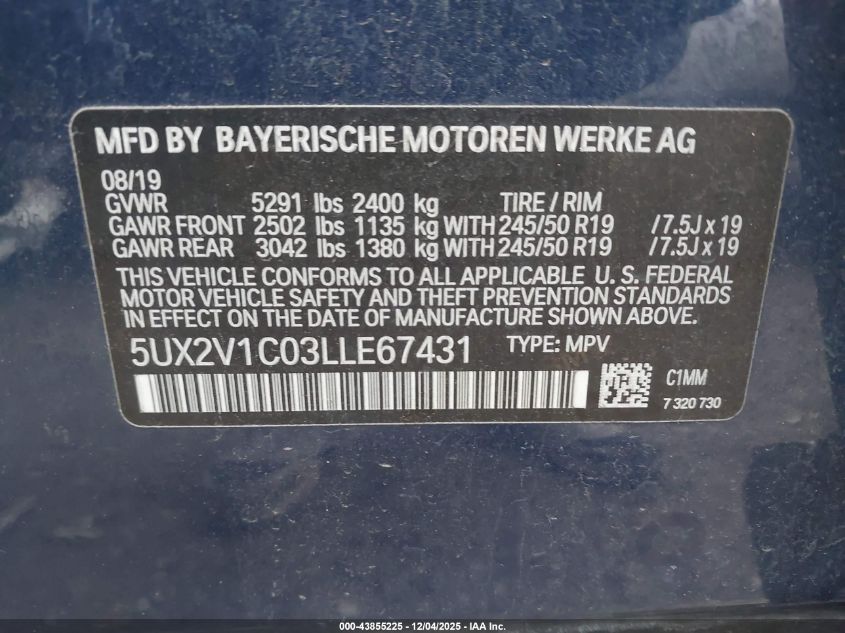 MFD BY BAYERISCHE MOTOREN WERKE AG
08/19
GVWR 5291 lbs 2400 kg TIRE / RIM
GAWR FRONT 2502 lbs 1135 kg WITH 245/50 R19 /7.5J x 19
GAWR REAR 3042 lbs 1380 kg WITH 245/50 R19 /7.5J x 19
THIS VEHICLE CONFORMS TO ALL APPLICABLE U. S. FEDERAL
MOTOR VEHICLE SAFETY AND THEFT PREVENTION STANDARDS
IN EFFECT ON THE DATE OF MANUFACTURE SHOWN ABOVE.
5UX2V1C03LLE67431 TYPE: MPV
C1MM
7 320 730
000-43855225 - 12/04/2025 - IAA Inc.